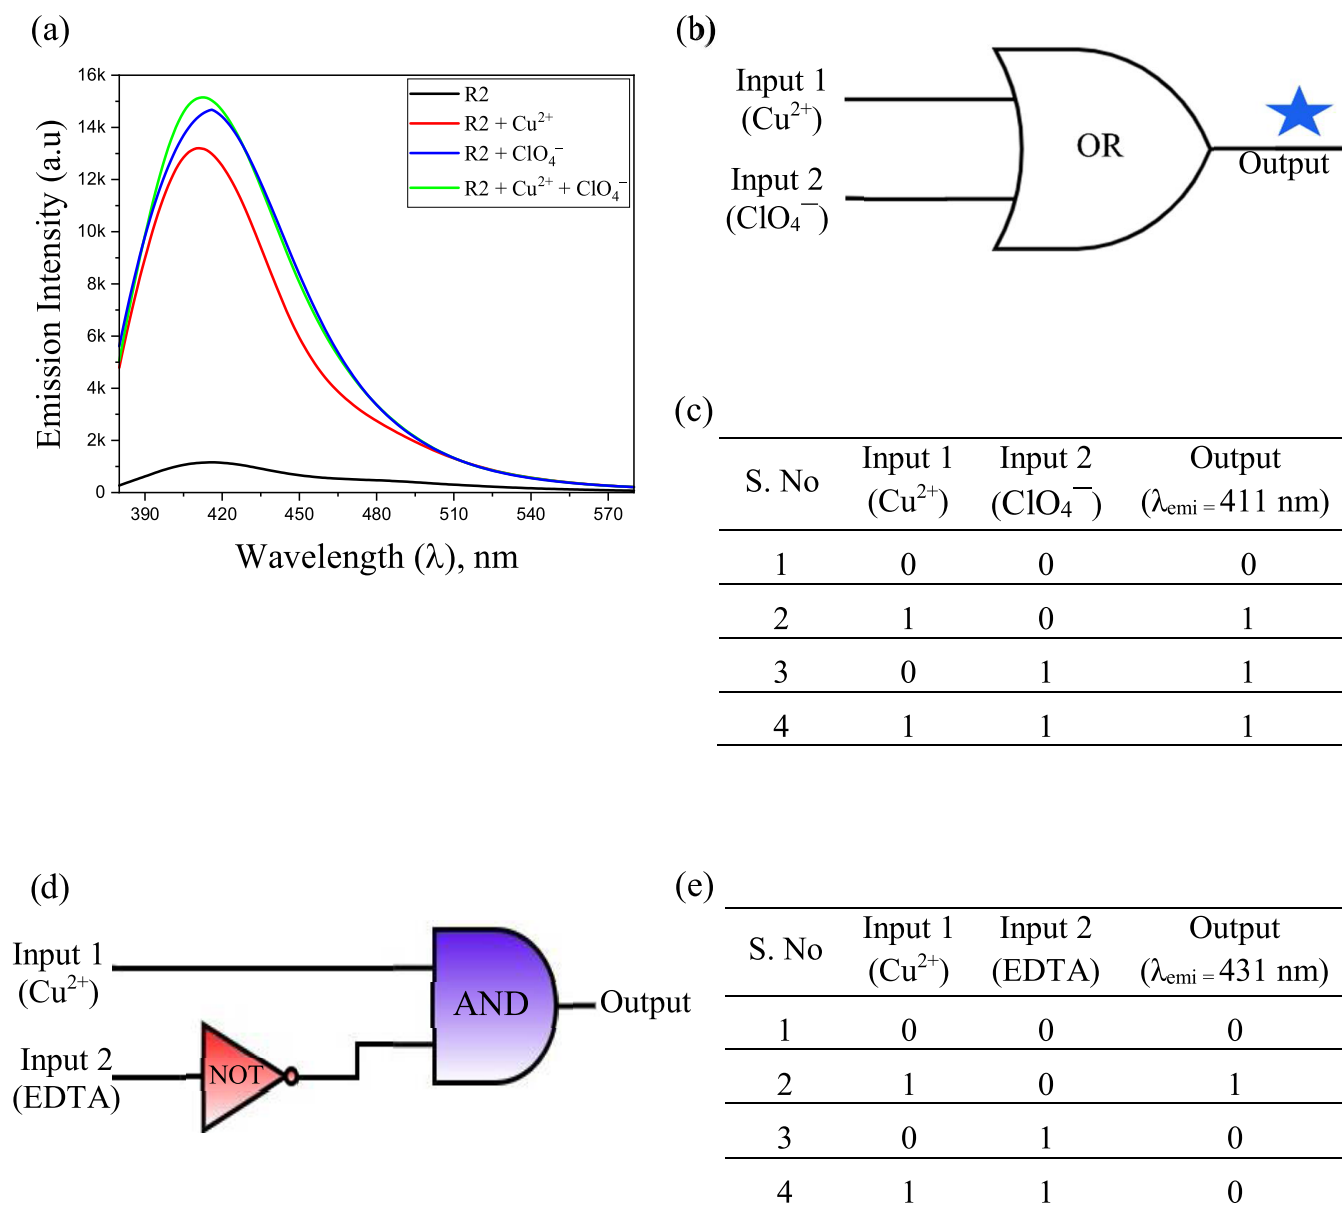 (a)
16k
14k
12k
10k
8k
6k
4k
2k
0
390 420 450 480 510 540 570
Emission Intensity (a.u)
Wavelength (λ), nm
R2
R2 + Cu²⁺
R2 + ClO₄⁻
R2 + Cu²⁺ + ClO₄⁻
(b)
Input 1
(Cu²⁺)
Input 2
(ClO₄⁻)
OR
Output
(c)
S. No Input 1 (Cu²⁺) Input 2 (ClO₄⁻) Output (λemi = 411 nm)
1 0 0 0
2 1 0 1
3 0 1 1
4 1 1 1
(d)
Input 1
(Cu²⁺)
Input 2
(EDTA)
NOT
AND
Output
(e)
S. No Input 1 (Cu²⁺) Input 2 (EDTA) Output (λemi = 431 nm)
1 0 0 0
2 1 0 1
3 0 1 0
4 1 1 0